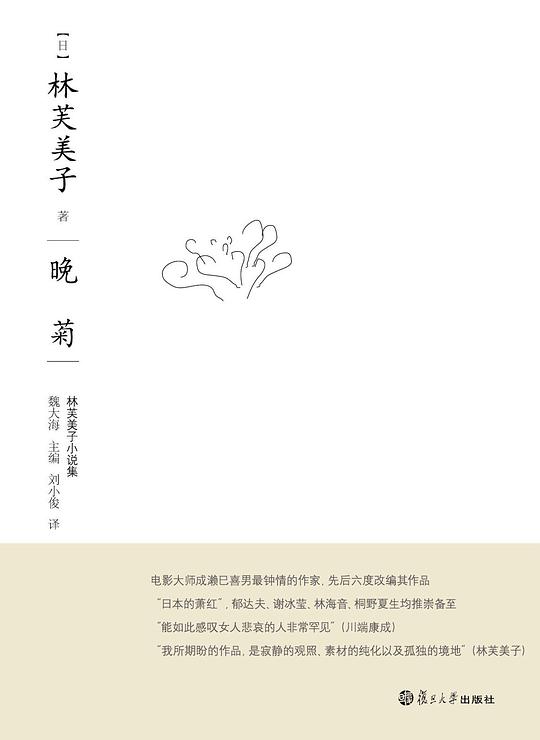 【日】
林芙美子
著
晚菊
林芙美子小说集
魏大海 主编 刘小俊 译
电影大师成濑巳喜男最钟情的作家，先后六度改编其作品
“日本的萧红”，郁达夫、谢冰莹、林海音、桐野夏生均推崇备至
“能如此感叹女人悲哀的人非常罕见”（川端康成）
“我所期盼的作品，是寂静的观照、素材的纯化以及孤独的境地”（林芙美子）
复旦大学出版社